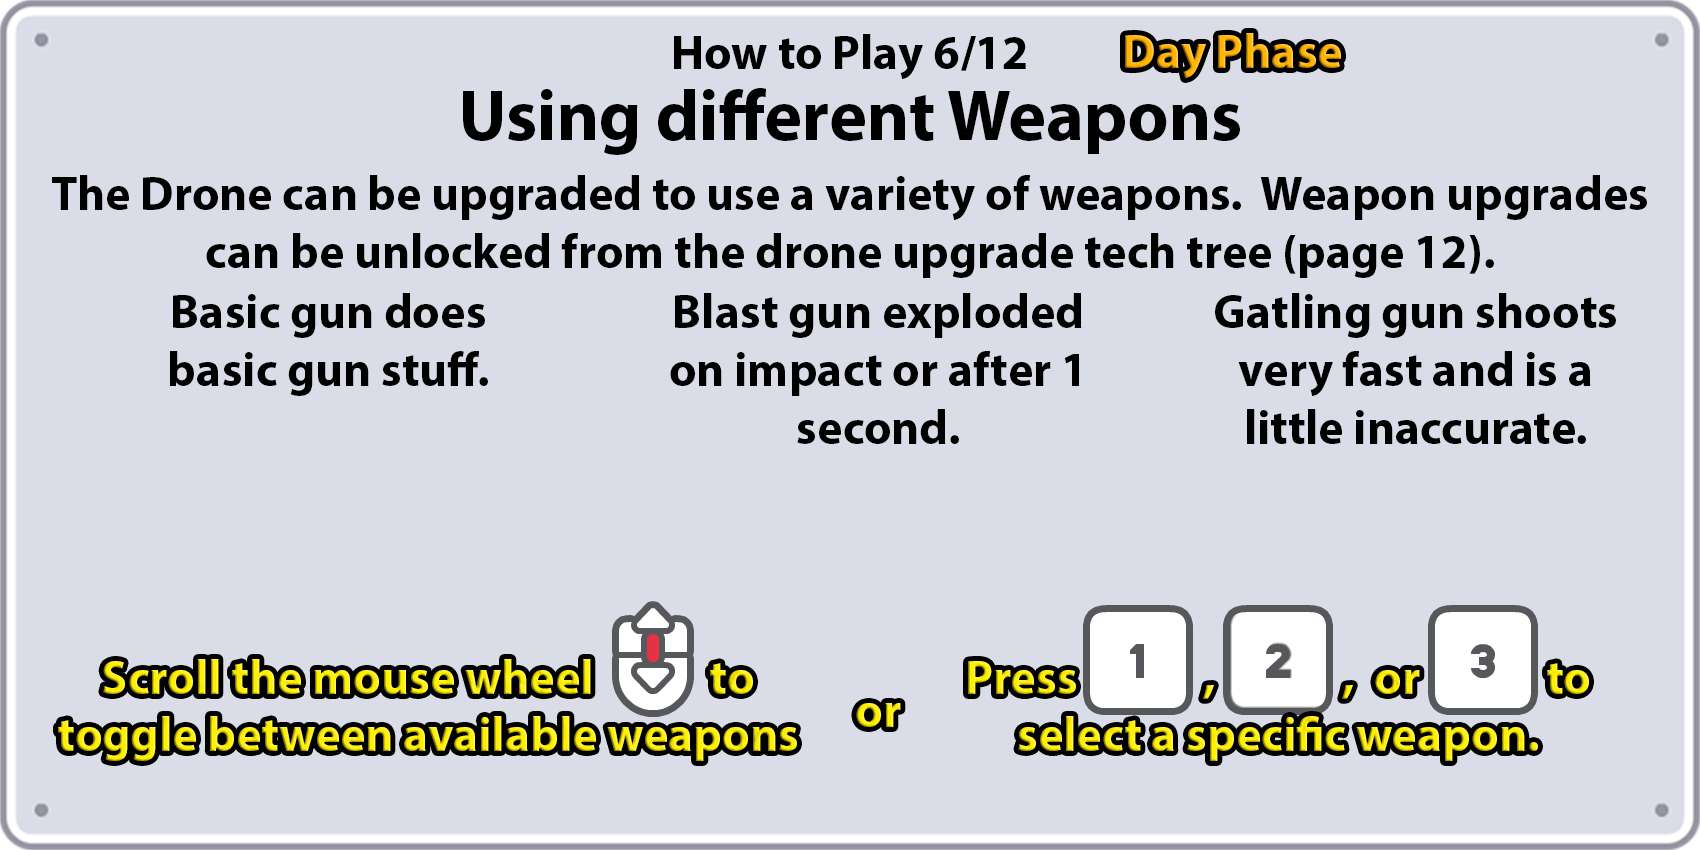 How to Play 6/12 Day Phase
Using different Weapons
The Drone can be upgraded to use a variety of weapons. Weapon upgrades
can be unlocked from the drone upgrade tech tree (page 12).
Basic gun does
basic gun stuff.
Blast gun exploded
on impact or after 1
second.
Gatling gun shoots
very fast and is a
little inaccurate.
Scroll the mouse wheel to
toggle between available weapons
or
Press 1, 2, or 3 to
select a specific weapon.